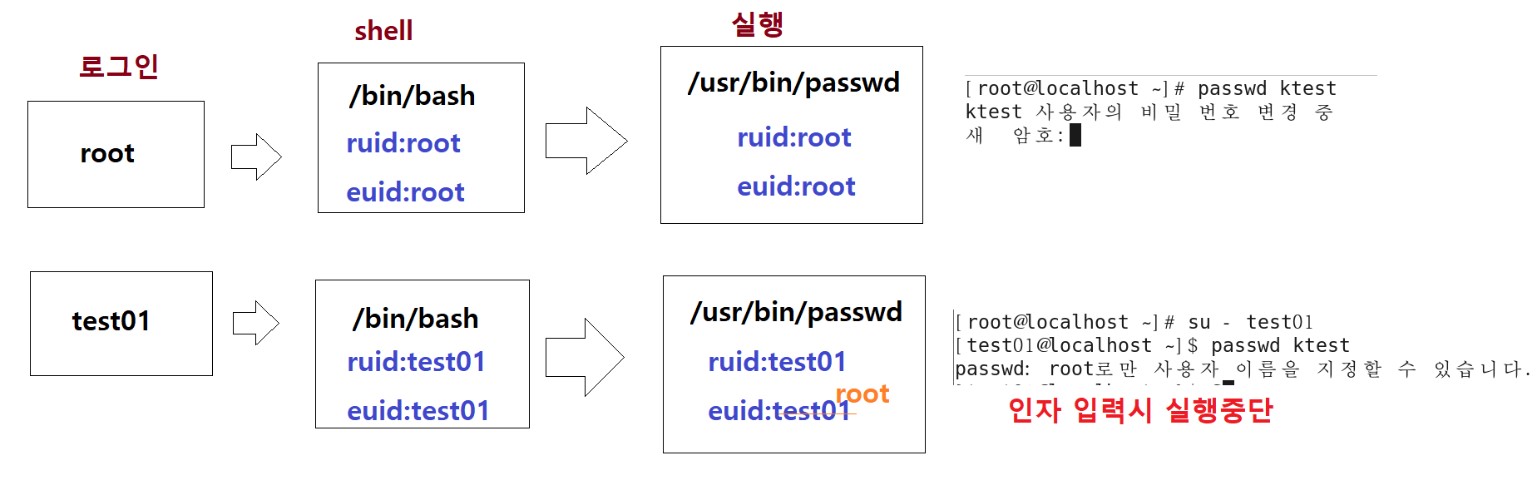 로그인
shell
실행
root
/bin/bash
ruid:root
euid:root
/usr/bin/passwd
ruid:root
euid:root
[root@localhost ~]# passwd ktest
ktest 사용자의 비밀 번호 변경 중
새 암호:
test01
/bin/bash
ruid:test01
euid:test01
/usr/bin/passwd
ruid:test01
root
euid:test01
[root@localhost ~]# su - test01
[test01@localhost ~]$ passwd ktest
passwd: root로만 사용자 이름을 지정할 수 있습니다.
인자 입력시 실행중단